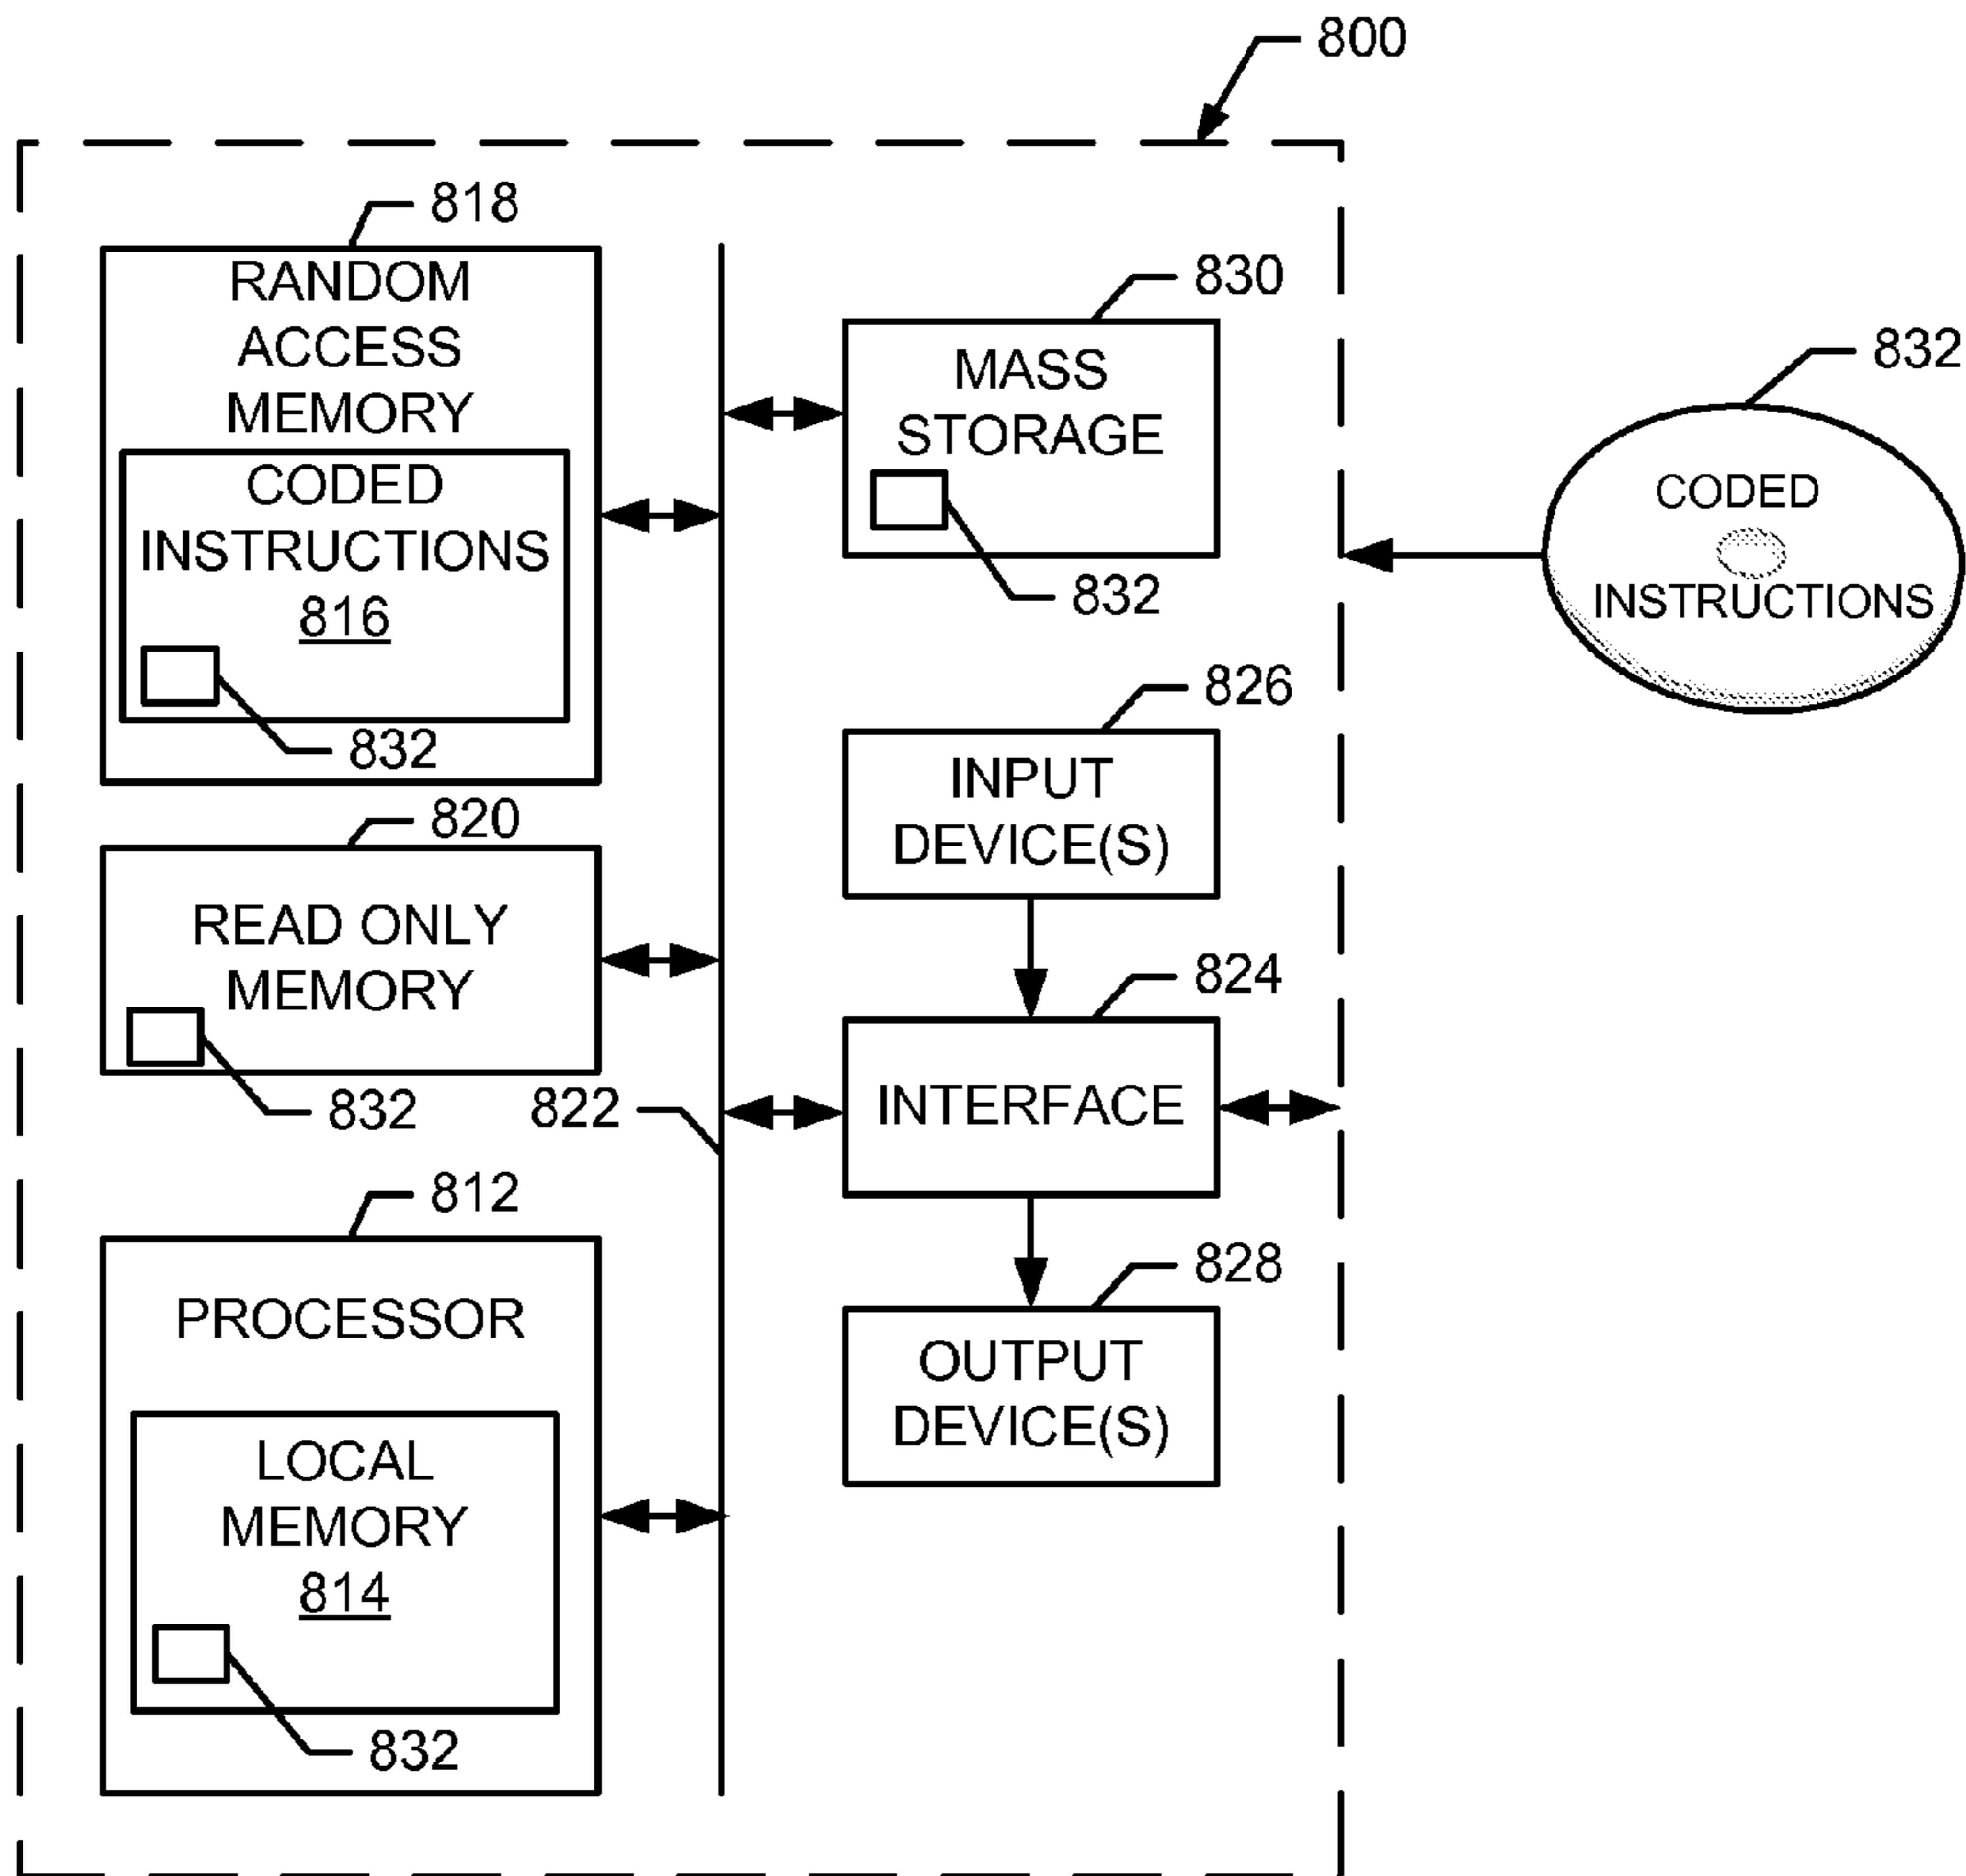 800
818
RANDOM
ACCESS
MEMORY
CODED
INSTRUCTIONS
816
832
820
READ ONLY
MEMORY
832
822
812
PROCESSOR
LOCAL
MEMORY
814
832
830
MASS
STORAGE
832
826
INPUT
DEVICE(S)
824
INTERFACE
828
OUTPUT
DEVICE(S)
832
CODED
INSTRUCTIONS